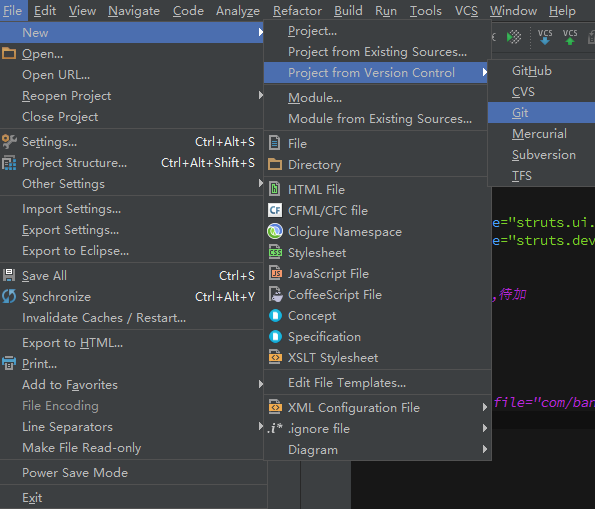 File Edit View Navigate Code Analyze Refactor Build Run Tools VCS Window Help
New
Open...
Open URL...
Reopen Project
Close Project
Settings... Ctrl+Alt+S
Project Structure... Ctrl+Alt+Shift+S
Other Settings
Import Settings...
Export Settings...
Export to Eclipse...
Save All Ctrl+S
Synchronize Ctrl+Alt+Y
Invalidate Caches / Restart...
Export to HTML...
Print...
Add to Favorites
File Encoding
Line Separators
Make File Read-only
Power Save Mode
Exit
Project...
Project from Existing Sources...
Project from Version Control
Module...
Module from Existing Sources...
File
Directory
HTML File
CFML/CFC file
Clojure Namespace
Stylesheet
JavaScript File
CoffeeScript File
Concept
Specification
XSLT Stylesheet
Edit File Templates...
XML Configuration File
.ignore file
Diagram
VCS VCS
GitHub
CVS
Git
Mercurial
Subversion
TFS
e="struts.ui.
e="struts.dev
,待加
file="com/ban